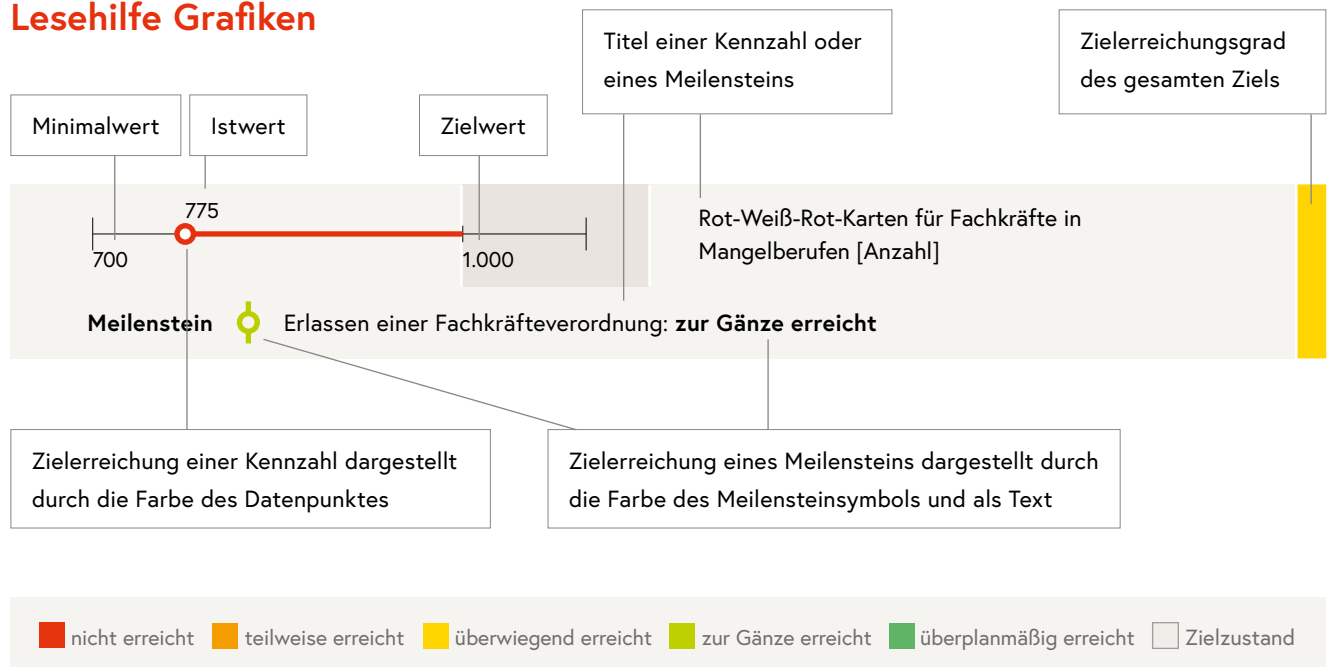 Lesehilfe Grafiken
Titel einer Kennzahl oder
eines Meilensteins
Zielerreichungsgrad
des gesamten Ziels
Minimalwert
Istwert
Zielwert
775
700
1.000
Rot-Weiß-Rot-Karten für Fachkräfte in
Mangelberufen [Anzahl]
Meilenstein Erlassen einer Fachkräfteverordnung: zur Gänze erreicht
Zielerreichung einer Kennzahl dargestellt
durch die Farbe des Datenpunktes
Zielerreichung eines Meilensteins dargestellt durch
die Farbe des Meilensteinsymbols und als Text
nicht erreicht teilweise erreicht überwiegend erreicht zur Gänze erreicht überplanmäßig erreicht Zielzustand